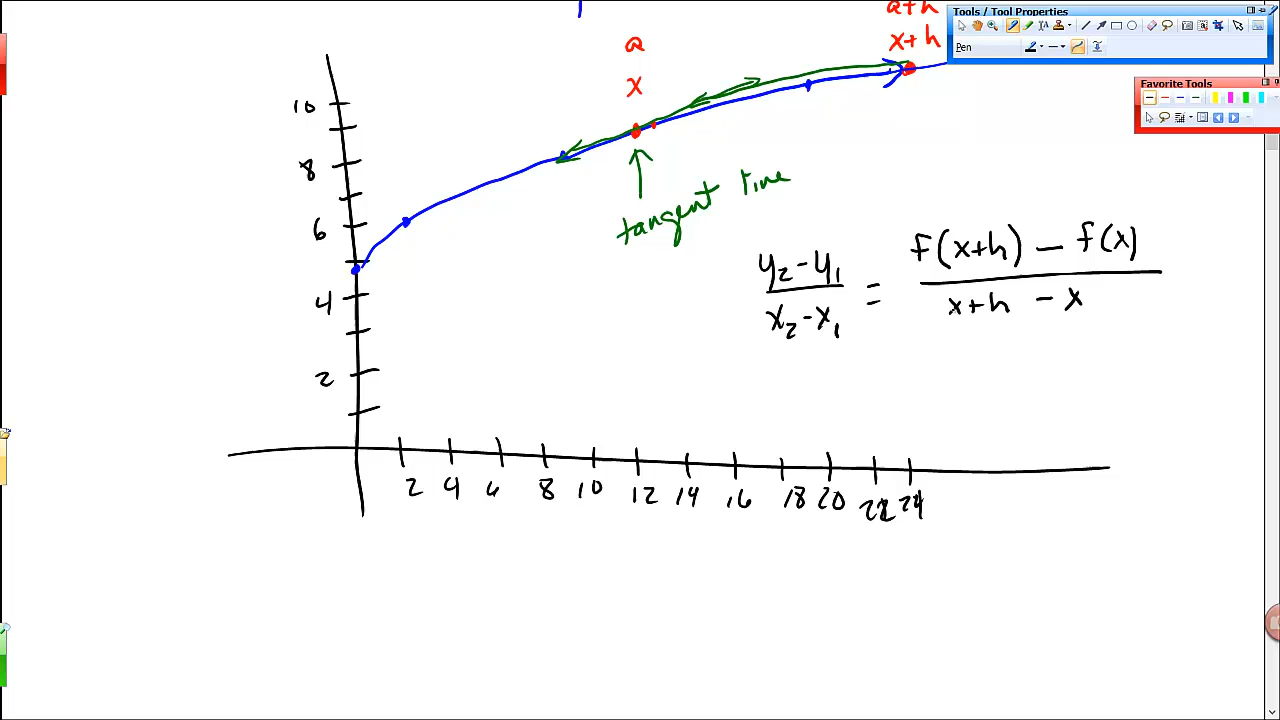 a+h
Tools / Tool Properties
a
x+h
Pen
x
Favorite Tools
10
8
tangent line
6
y₂-y₁ / x₂-x₁ = f(x+h) - f(x) / x+h - x
4
2
2 4 6 8 10 12 14 16 18 20 22 24